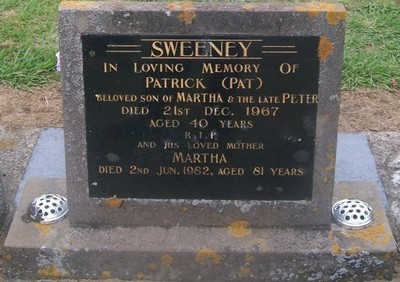 SWEENEY
IN LOVING MEMORY OF
PATRICK (PAT)
BELOVED SON OF MARTHA & THE LATE PETER
DIED 21ST DEC. 1967
AGED 40 YEARS
R.I.P.
AND HIS LOVED MOTHER
MARTHA
DIED 2ND JUN. 1982, AGED 81 YEARS